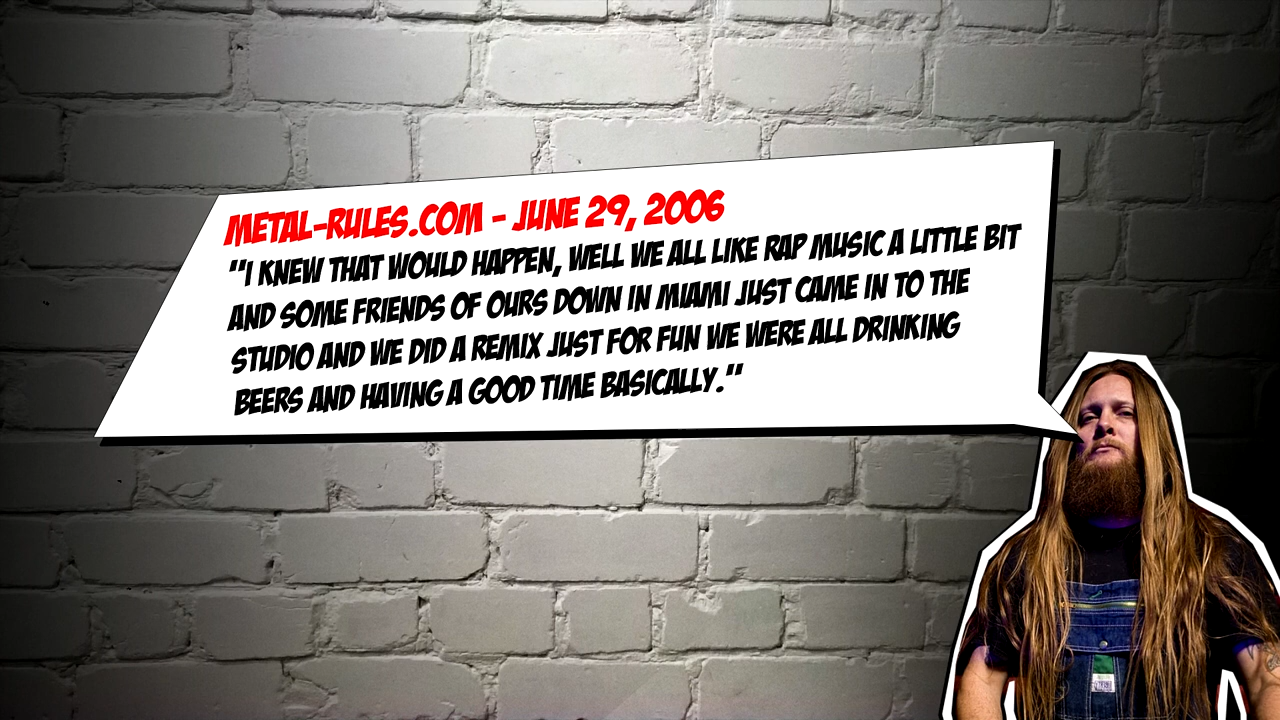 METAL-RULES.COM - JUNE 29, 2006
"I KNEW THAT WOULD HAPPEN, WELL WE ALL LIKE RAP MUSIC A LITTLE BIT
AND SOME FRIENDS OF OURS DOWN IN MIAMI JUST CAME IN TO THE
STUDIO AND WE DID A REMIX JUST FOR FUN WE WERE ALL DRINKING
BEERS AND HAVING A GOOD TIME BASICALLY."